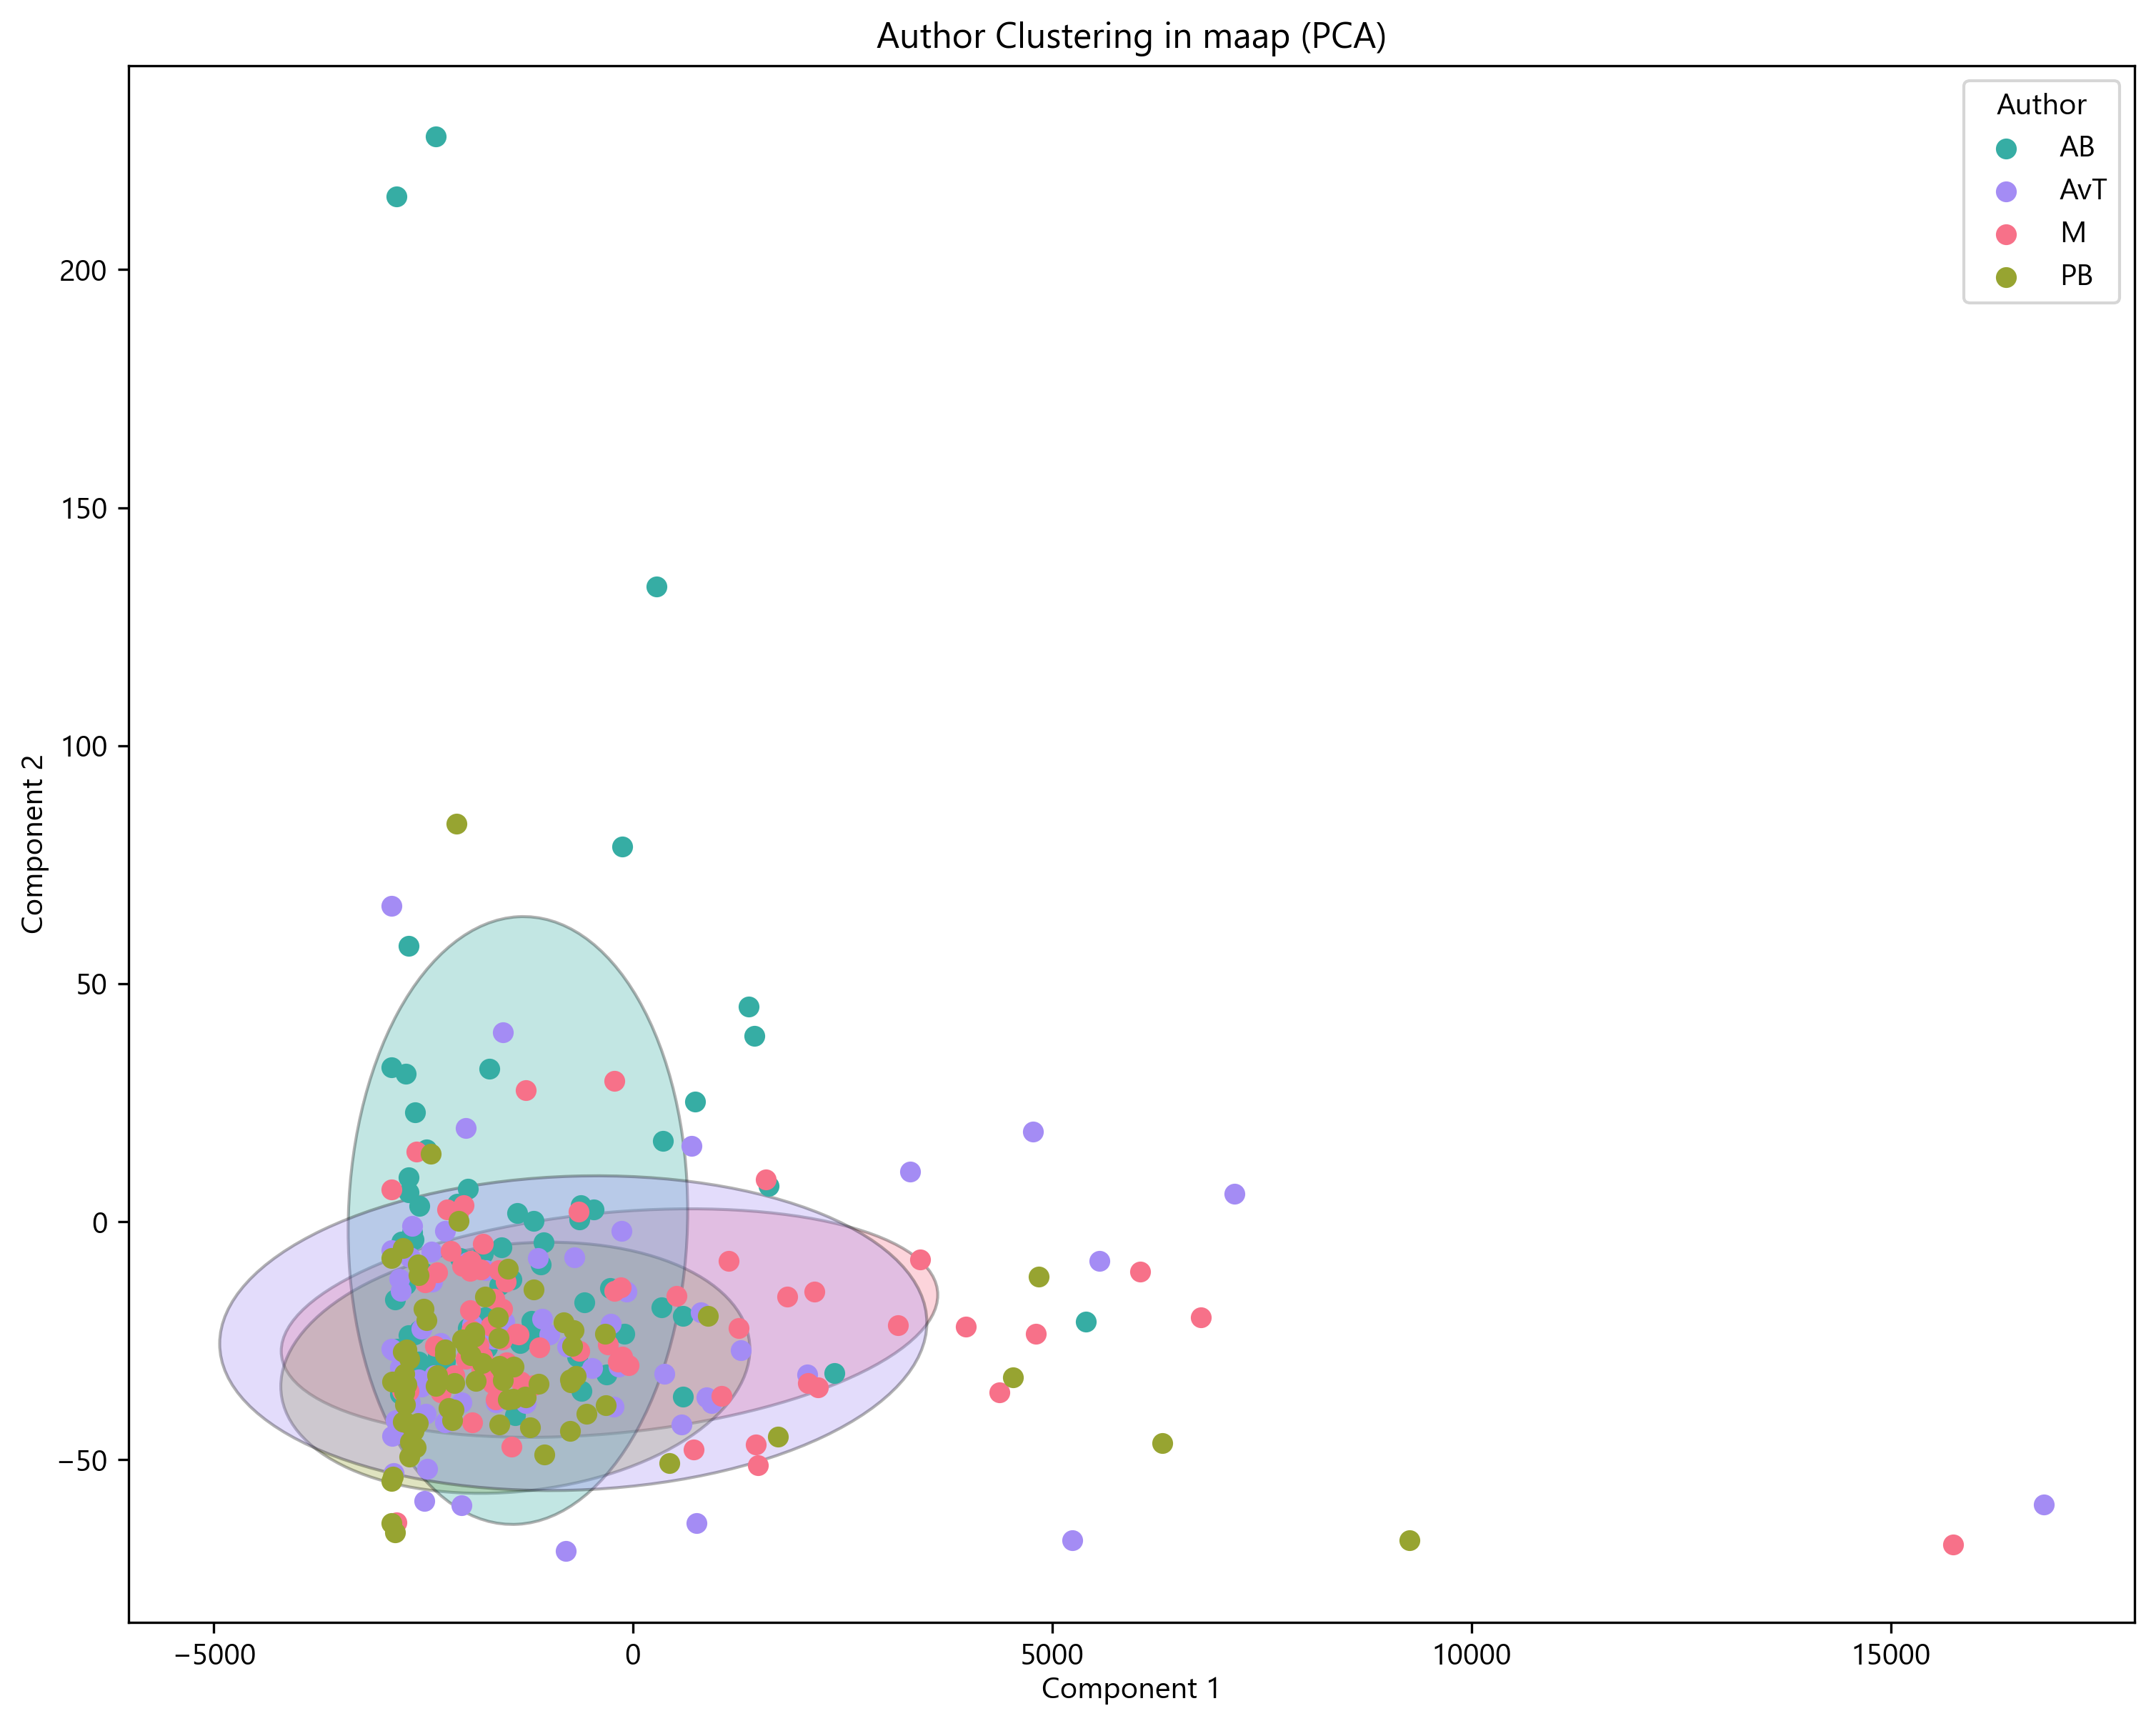 Author Clustering in maap (PCA)
Author
AB
AvT
M
PB
200
150
100
50
0
−50
Component 2
−5000
0
5000
10000
15000
Component 1